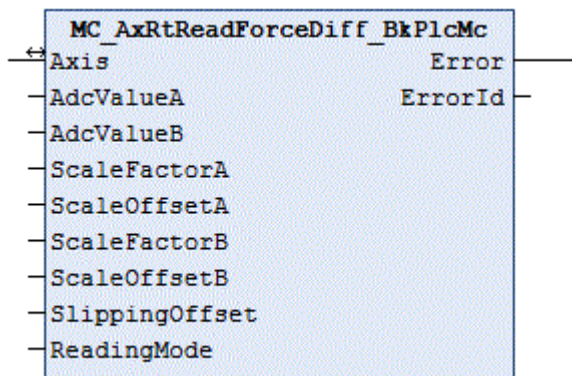 MC_AxRtReadForceDiff_BkPlcMc
Axis Error
AdcValueA ErrorId
AdcValueB
ScaleFactorA
ScaleOffsetA
ScaleFactorB
ScaleOffsetB
SlippingOffset
ReadingMode